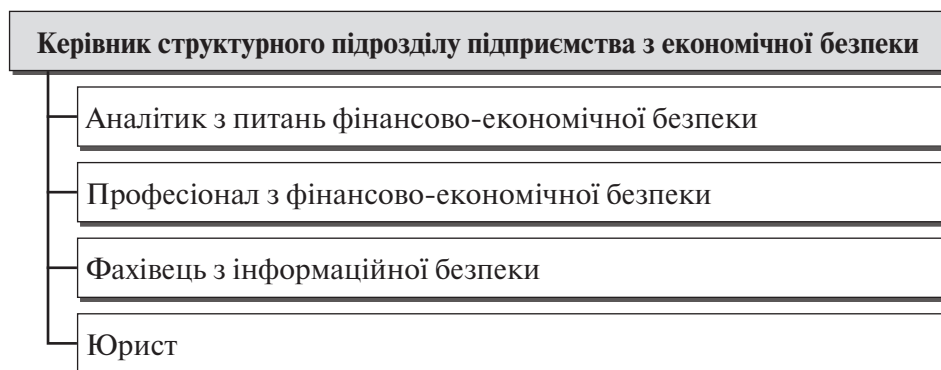 Керівник структурного підрозділу підприємства з економічної безпеки
Аналітик з питань фінансово-економічної безпеки
Професіонал з фінансово-економічної безпеки
Фахівець з інформаційної безпеки
Юрист